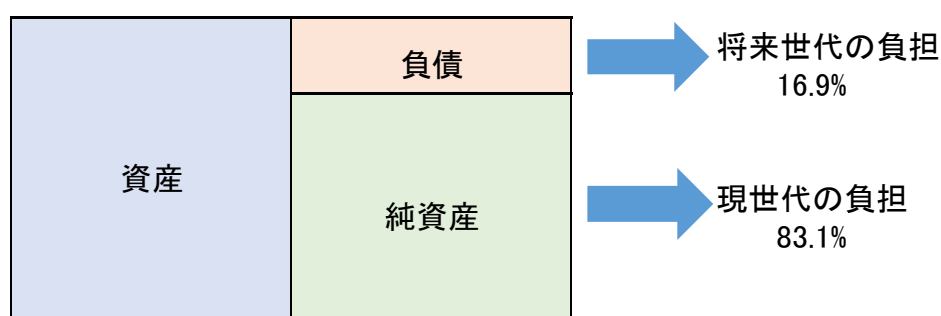 資産
負債
純資産
将来世代の負担
16.9%
現世代の負担
83.1%